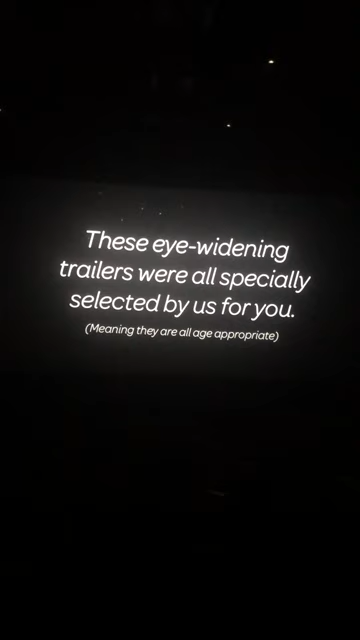 These eye-widening
trailers were all specially
selected by us for you.
(Meaning they are all age appropriate)